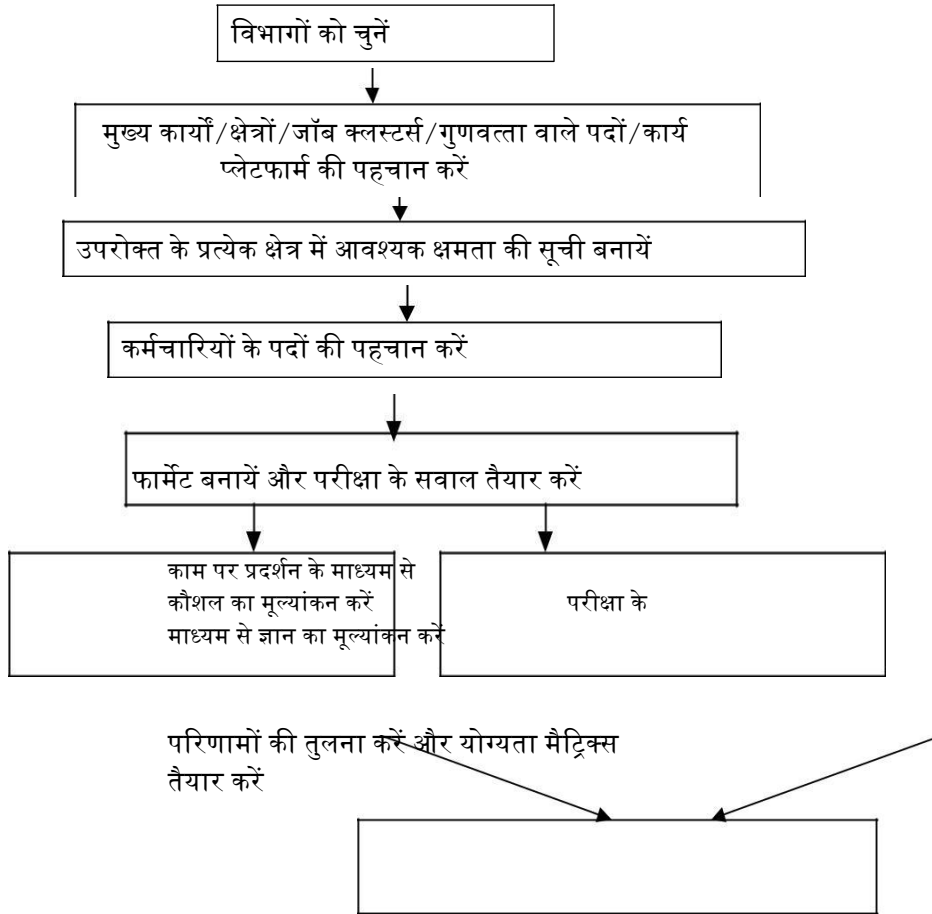 विभागों को चुनें
मुख्य कार्यों/क्षेत्रों/जॉब क्लस्टर्स/गुणवत्ता वाले पदों/कार्य
प्लेटफार्म की पहचान करें
उपरोक्त के प्रत्येक क्षेत्र में आवश्यक क्षमता की सूची बनायें
कर्मचारियों के पदों की पहचान करें
फार्मेट बनायें और परीक्षा के सवाल तैयार करें
काम पर प्रदर्शन के माध्यम से
कौशल का मूल्यांकन करें परीक्षा के
माध्यम से ज्ञान का मूल्यांकन करें
परिणामों की तुलना करें और योग्यता मैट्रिक्स
तैयार करें